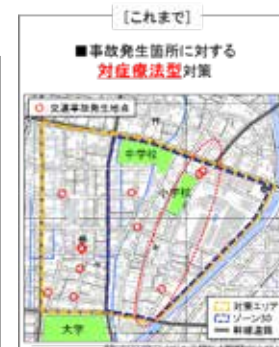 ［これまで］
■事故発生箇所に対する
対症療法型対策
交通事故発生地点
中学校
小学校
大学
対策エリア
ゾーン30
幹線道路